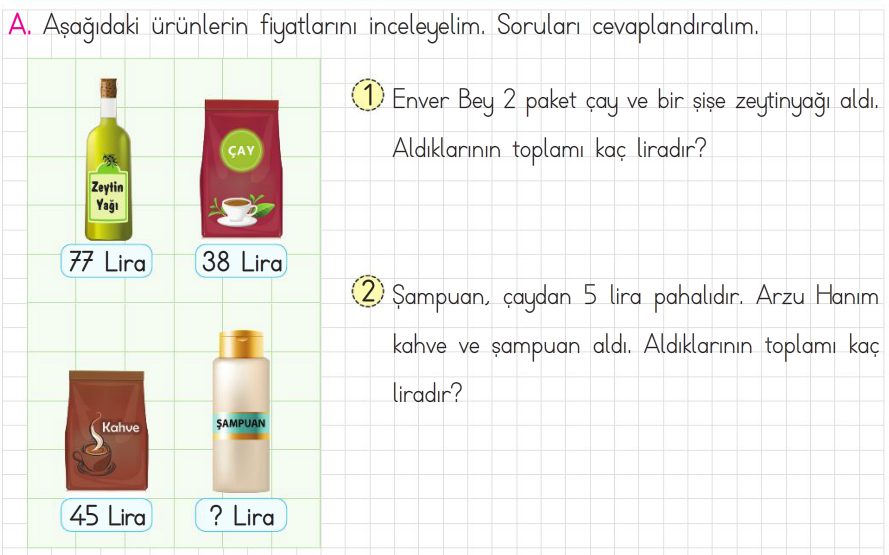 A. Aşağıdaki ürünlerin fiyatlarını inceleyelim. Soruları cevaplandıralım.
Zeytin
Yağı
77 Lira
ÇAY
38 Lira
Kahve
45 Lira
ŞAMPUAN
? Lira
1 Enver Bey 2 paket çay ve bir şişe zeytinyağı aldı.
Aldıklarının toplamı kaç liradır?
2 Şampuan, çaydan 5 lira pahalıdır. Arzu Hanım
kahve ve şampuan aldı. Aldıklarının toplamı kaç
liradır?